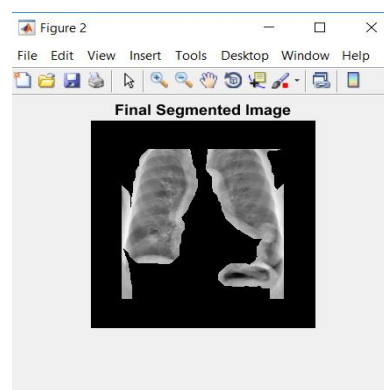 Figure 2
File Edit View Insert Tools Desktop Window Help
Final Segmented Image